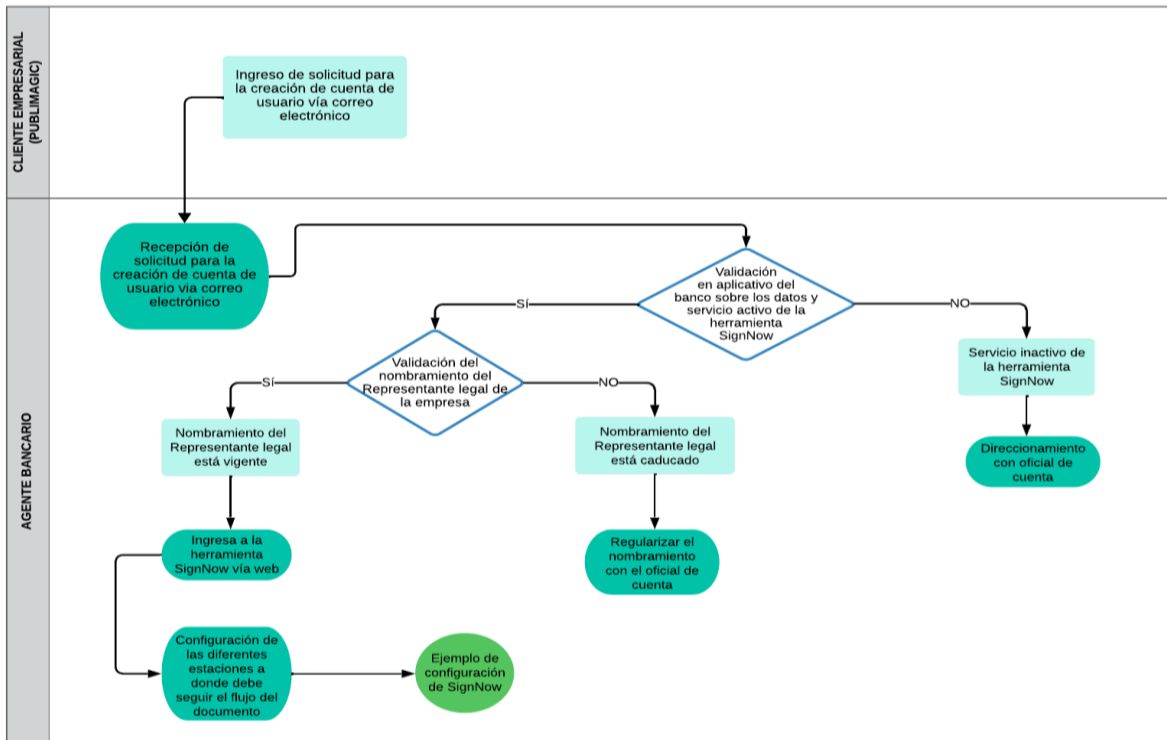 CLIENTE EMPRESARIAL
(PUBLIMAGIC)
Ingreso de solicitud para
la creación de cuenta de
usuario vía correo
electrónico
AGENTE BANCARIO
Recepción de
solicitud para la
creación de cuenta de
usuario via correo
electrónico
Validación
en aplicativo del
banco sobre los datos y
servicio activo de la
herramienta
SignNow
SÍ
NO
Validación del
nombramiento del
Representante legal de
la empresa
Servicio inactivo de
la herramienta
SignNow
SÍ
NO
Nombramiento del
Representante legal
está vigente
Nombramiento del
Representante legal
está caducado
Direccionamiento
con oficial de
cuenta
Ingresa a la
herramienta
SignNow vía web
Regularizar el
nombramiento
con el oficial de
cuenta
Configuración de
las diferentes
estaciones a
donde debe
seguir el flujo del
documento
Ejemplo de
configuración
de SignNow